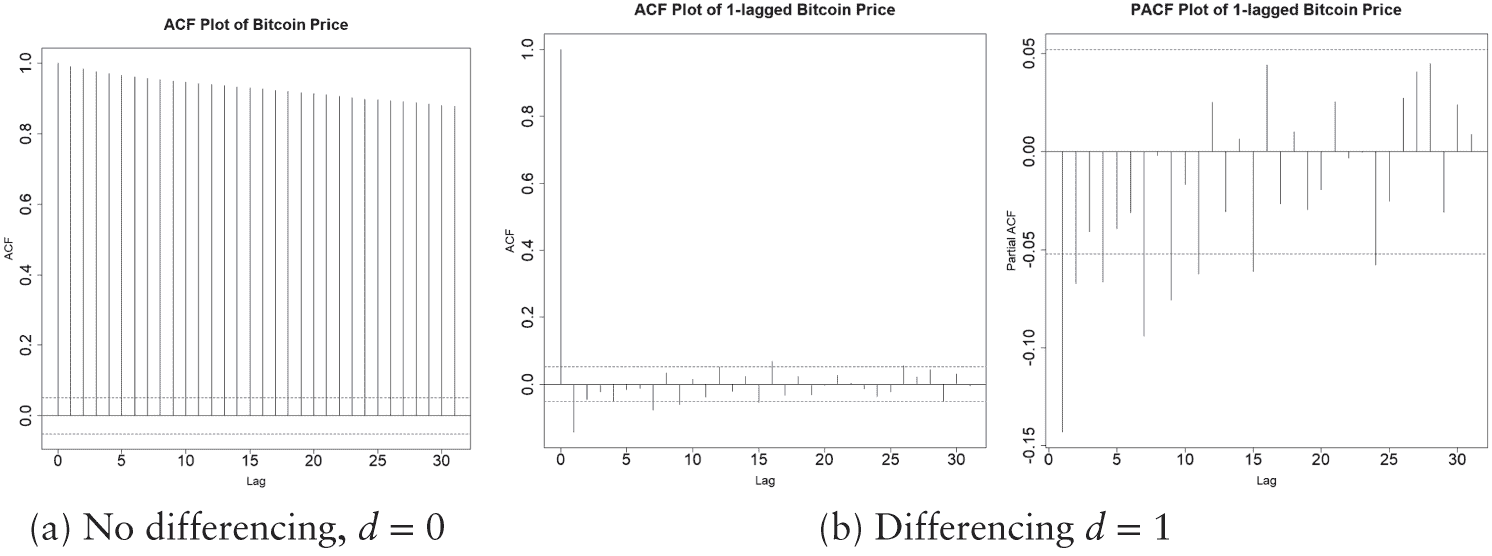 ACF Plot of Bitcoin Price
ACF
1.0
0.8
0.6
0.4
0.2
0.0
0 5 10 15 20 25 30
Lag
(a) No differencing, d = 0
ACF Plot of 1-lagged Bitcoin Price
ACF
1.0
0.8
0.6
0.4
0.2
0.0
0 5 10 15 20 25 30
Lag
PACF Plot of 1-lagged Bitcoin Price
Partial ACF
0.05
0.00
-0.05
-0.10
-0.15
0 5 10 15 20 25 30
Lag
(b) Differencing d = 1